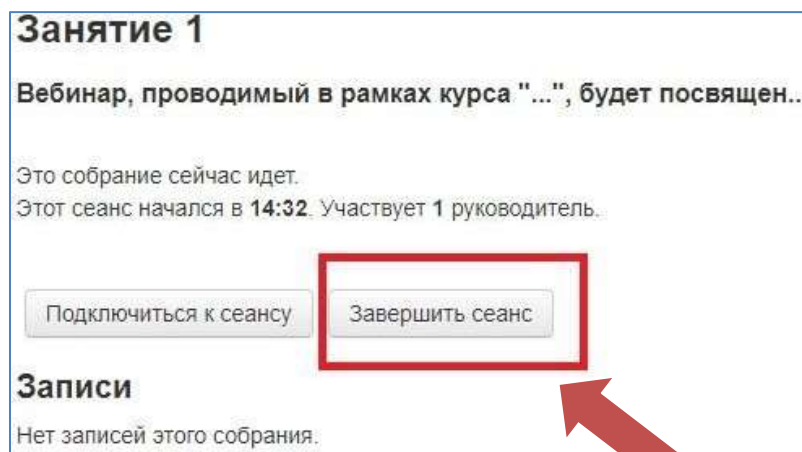 Занятие 1
Вебинар, проводимый в рамках курса "...", будет посвящен..
Это собрание сейчас идет.
Этот сеанс начался в 14:32. Участвует 1 руководитель.
Подключиться к сеансу Завершить сеанс
Записи
Нет записей этого собрания.